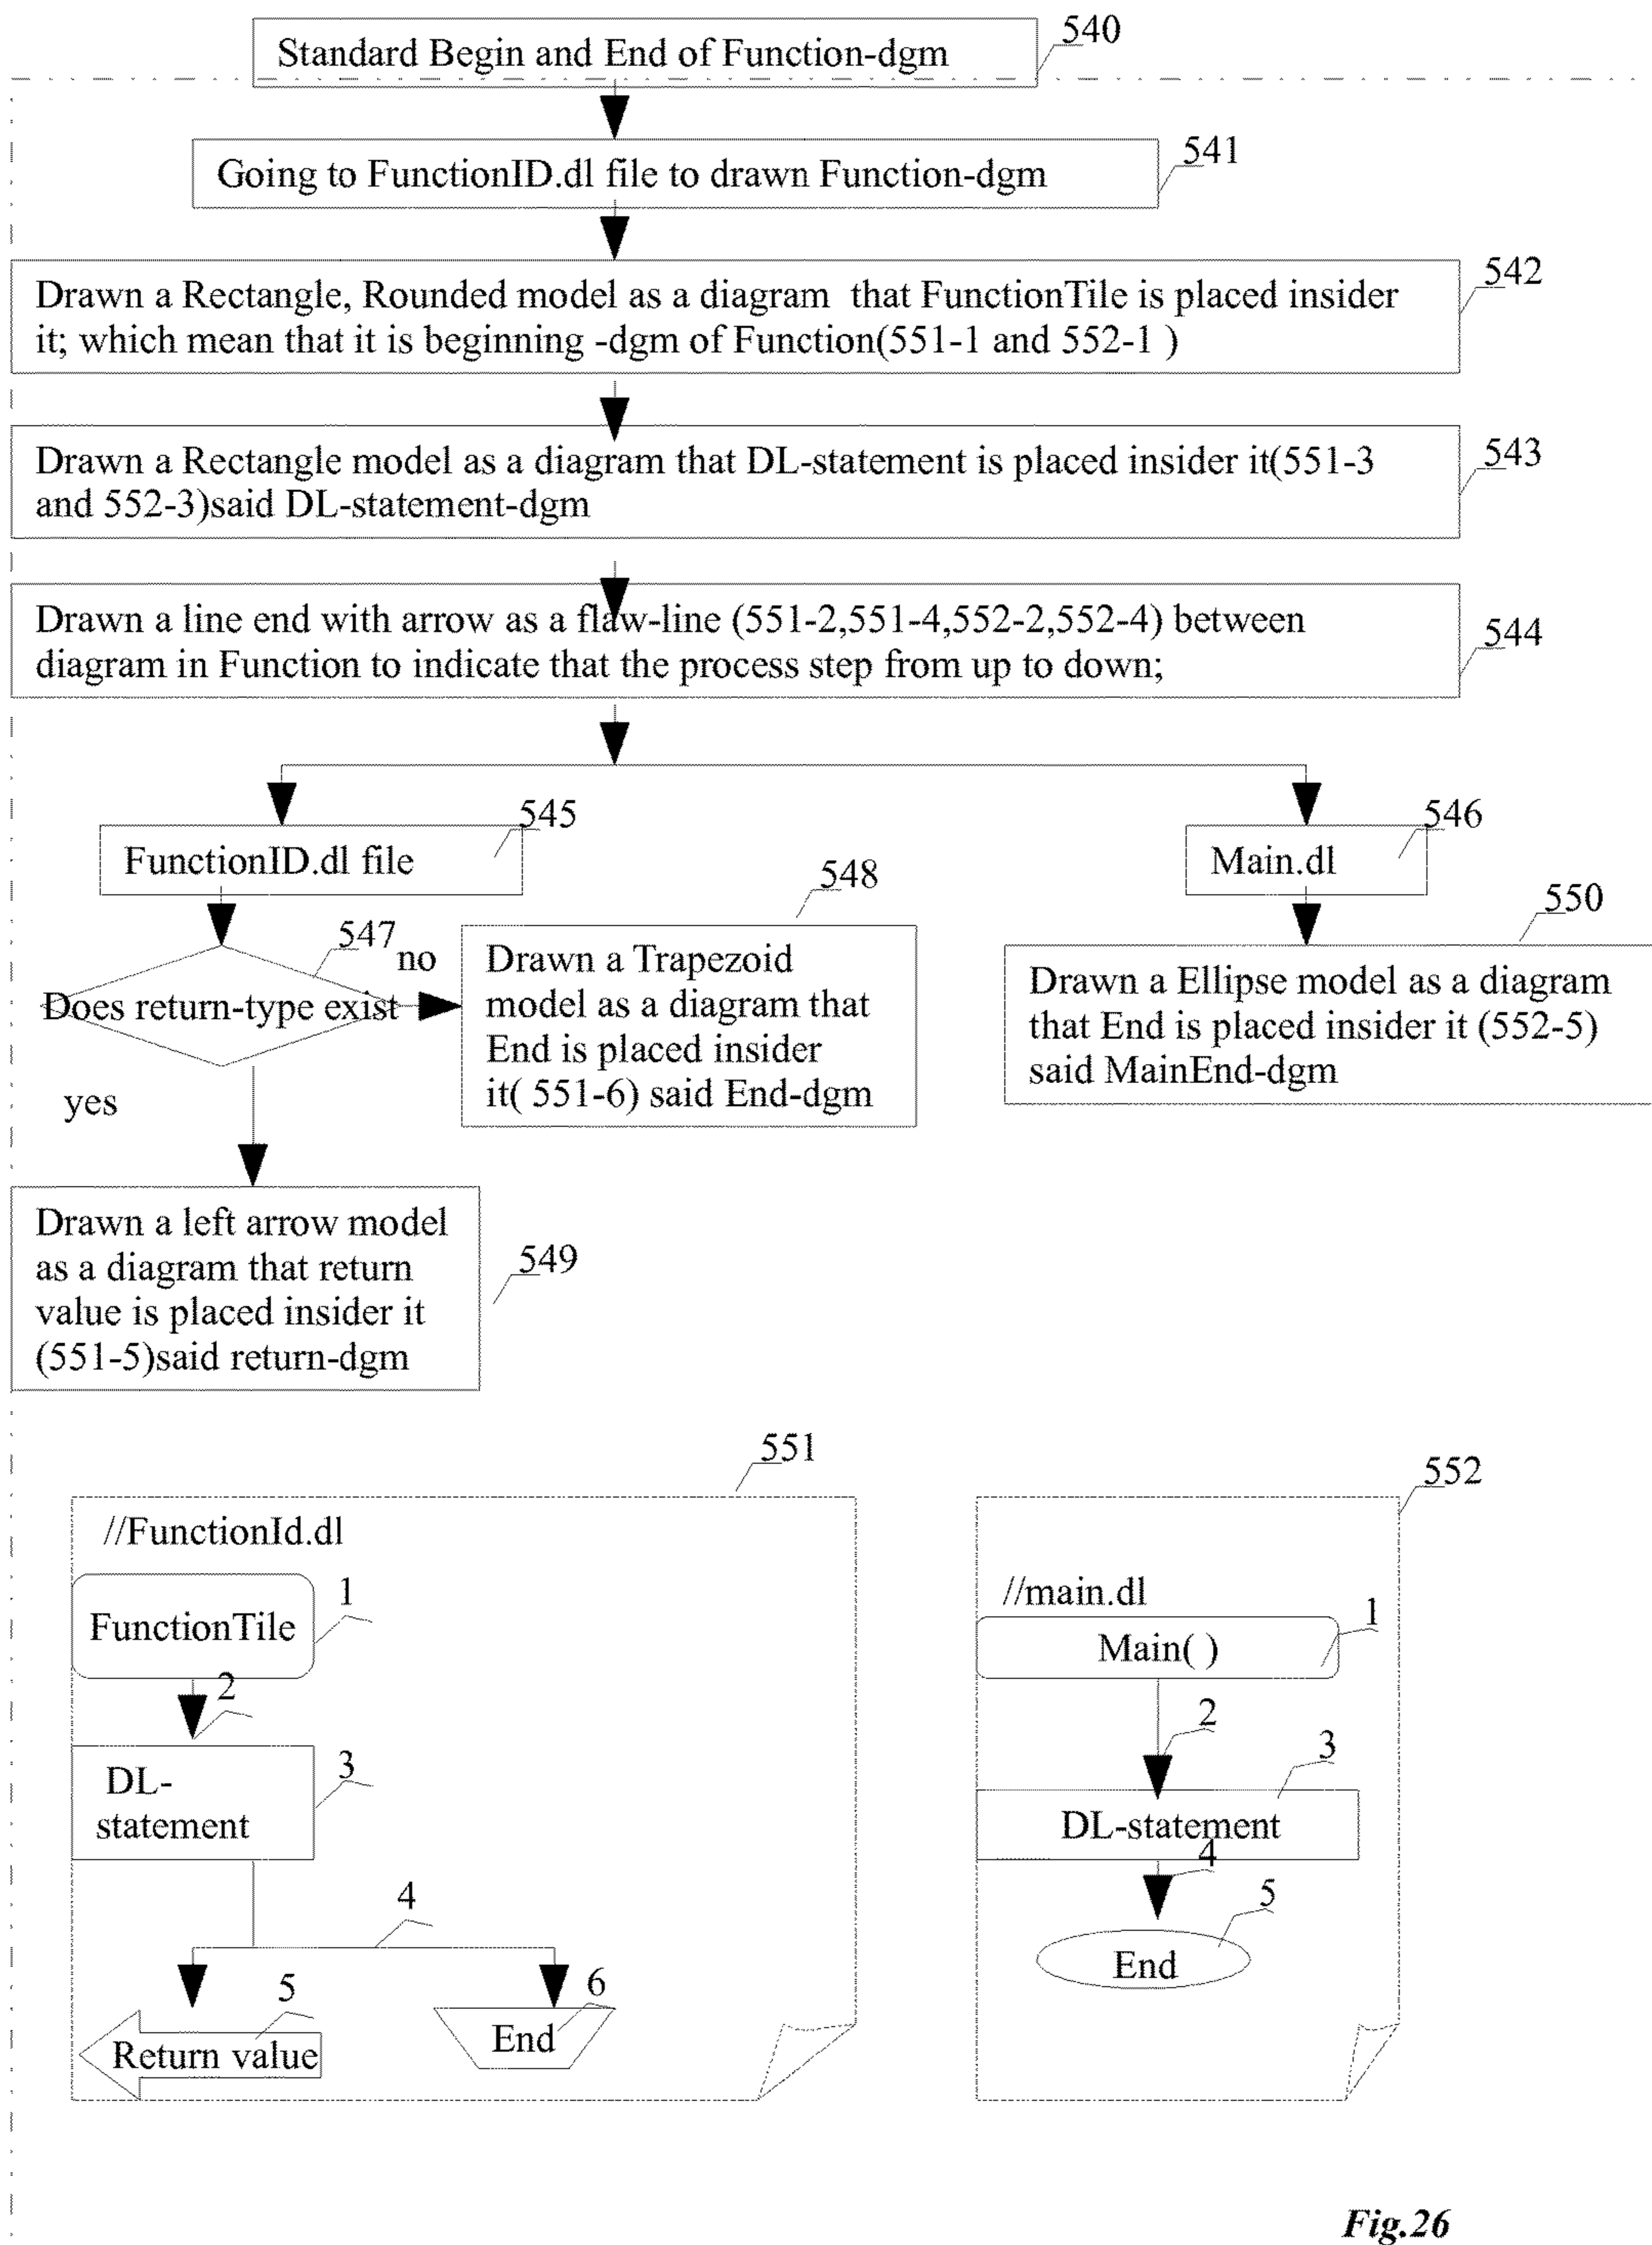 Standard Begin and End of Function-dgm
540
Going to FunctionID.dl file to drawn Function-dgm
541
Drawn a Rectangle, Rounded model as a diagram that FunctionTile is placed insider
it; which mean that it is beginning -dgm of Function(551-1 and 552-1 )
542
Drawn a Rectangle model as a diagram that DL-statement is placed insider it(551-3
and 552-3)said DL-statement-dgm
543
Drawn a line end with arrow as a flaw-line (551-2,551-4,552-2,552-4) between
diagram in Function to indicate that the process step from up to down;
544
FunctionID.dl file
545
Main.dl
546
Does return-type exist
547
no
yes
Drawn a Trapezoid
model as a diagram that
End is placed insider
it( 551-6) said End-dgm
548
Drawn a Ellipse model as a diagram
that End is placed insider it (552-5)
said MainEnd-dgm
550
Drawn a left arrow model
as a diagram that return
value is placed insider it
(551-5)said return-dgm
549
551
//FunctionId.dl
FunctionTile
1
2
DL-
statement
3
4
Return value
5
End
6
552
//main.dl
Main( )
1
2
DL-statement
3
4
End
5
Fig.26